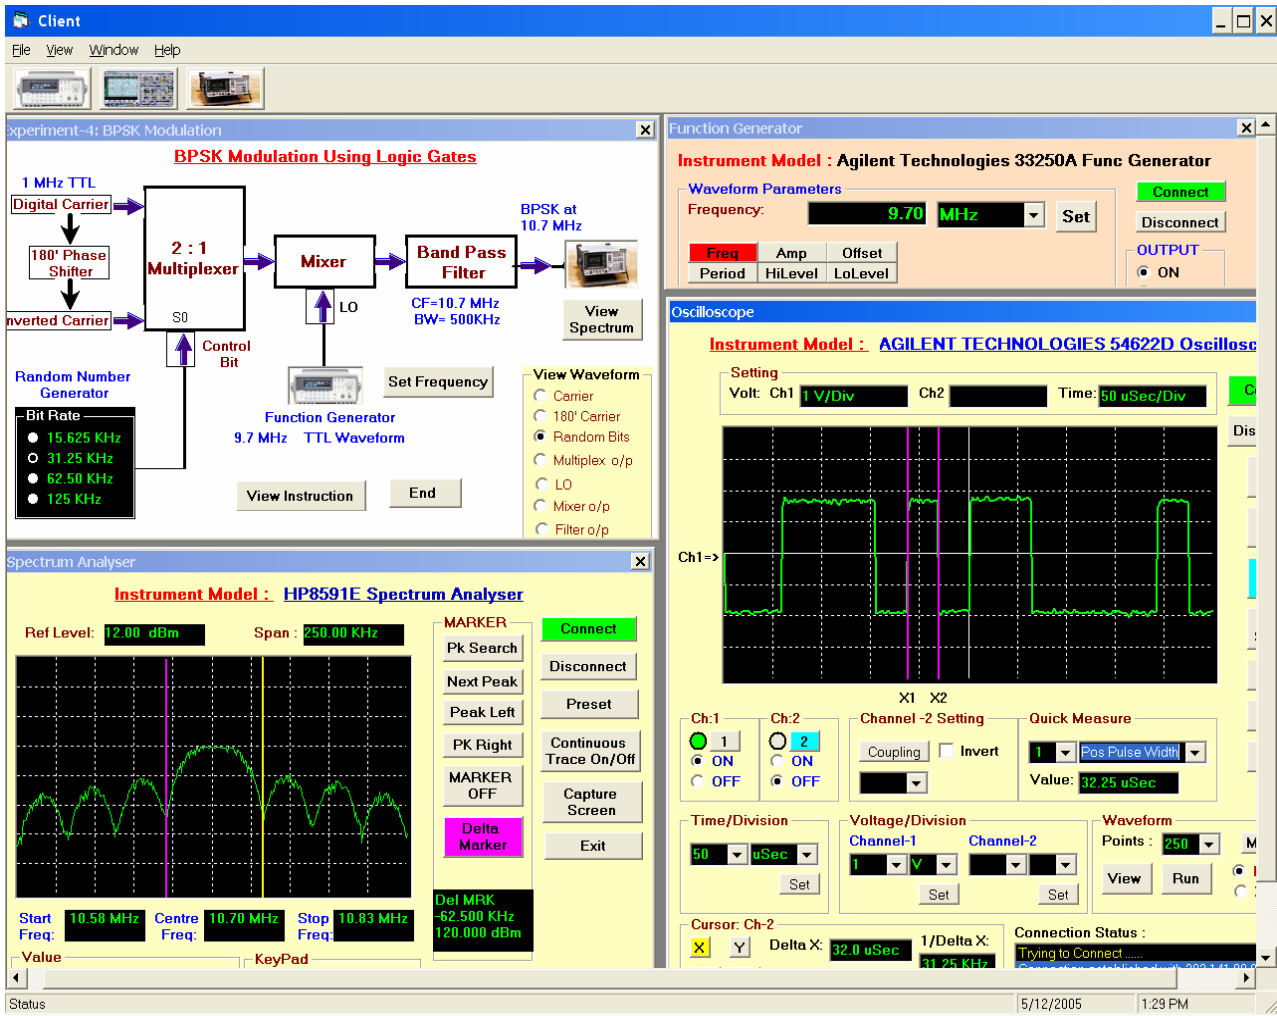 Client
File View Window Help
Experiment-4: BPSK Modulation
BPSK Modulation Using Logic Gates
1 MHz TTL
Digital Carrier
180' Phase
Shifter
nverted Carrier
2 : 1
Multiplexer
S0
Control
Bit
Mixer
LO
Band Pass
Filter
CF=10.7 MHz
BW= 500KHz
BPSK at
10.7 MHz
View
Spectrum
Random Number
Generator
Bit Rate
15.625 KHz
31.25 KHz
62.50 KHz
125 KHz
Set Frequency
Function Generator
9.7 MHz TTL Waveform
View Instruction
End
View Waveform
Carrier
180' Carrier
Random Bits
Multiplex o/p
LO
Mixer o/p
Filter o/p
Function Generator
Instrument Model : Agilent Technologies 33250A Func Generator
Waveform Parameters
Frequency: 9.70 MHz Set
Freq Amp Offset
Period HiLevel LoLevel
Connect
Disconnect
OUTPUT
ON
Oscilloscope
Instrument Model : AGILENT TECHNOLOGIES 54622D Oscillosc
Setting
Volt: Ch1 1 V/Div Ch2 Time: 50 uSec/Div
Dis
Ch1=>
X1 X2
Ch:1
1
ON
OFF
Ch:2
2
ON
OFF
Channel -2 Setting
Coupling Invert
Quick Measure
1 Pos Pulse Width
Value: 32.25 uSec
Time/Division
50 uSec
Set
Voltage/Division
Channel-1 Channel-2
1 V
Set Set
Waveform
Points : 250
View Run
Cursor: Ch-2
X Y Delta X: 32.0 uSec 1/Delta X:
31.25 KHz
Connection Status :
Trying to Connect ......
Spectrum Analyser
Instrument Model : HP8591E Spectrum Analyser
Ref Level: 12.00 dBm Span : 250.00 KHz
MARKER
Pk Search
Next Peak
Peak Left
PK Right
MARKER
OFF
Delta
Marker
Connect
Disconnect
Preset
Continuous
Trace On/Off
Capture
Screen
Exit
Del MRK
-62.500 KHz
120.000 dBm
Start
Freq: 10.58 MHz
Centre
Freq: 10.70 MHz
Stop
Freq: 10.83 MHz
Value
KeyPad
Status 5/12/2005 1:29 PM